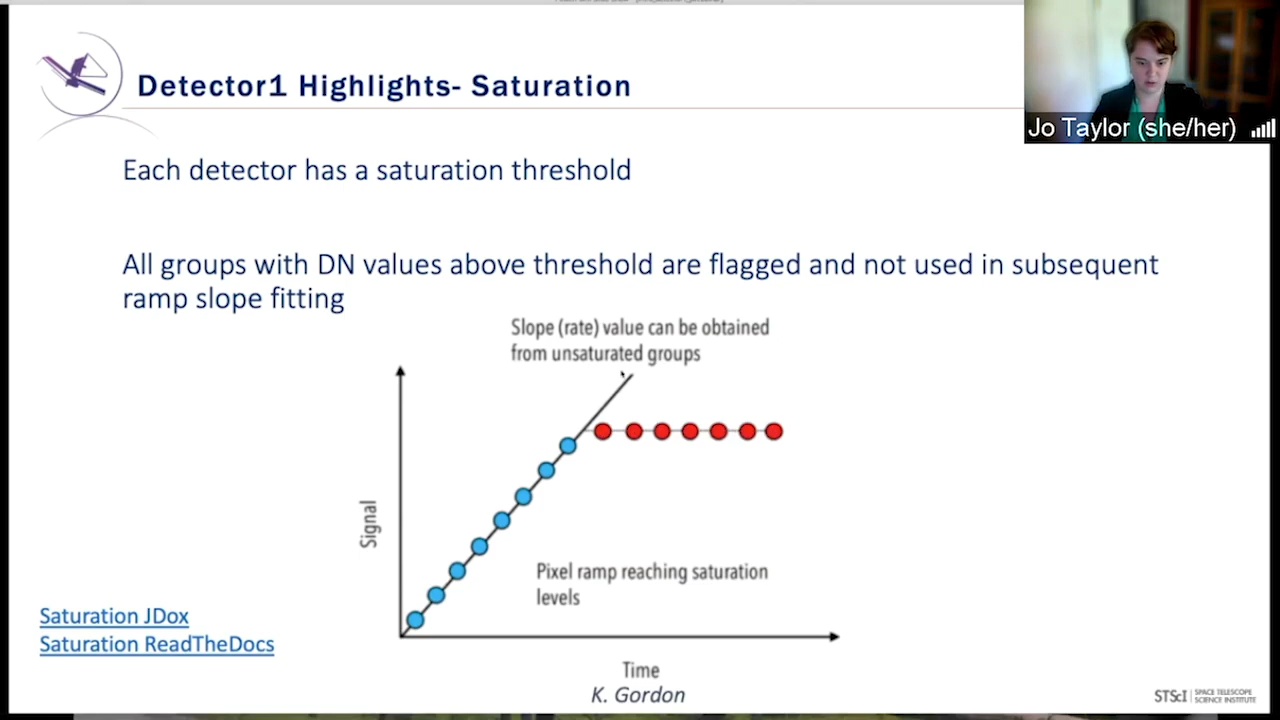 Detector1 Highlights- Saturation
Jo Taylor (she/her)
Each detector has a saturation threshold
All groups with DN values above threshold are flagged and not used in subsequent
ramp slope fitting
Slope (rate) value can be obtained
from unsaturated groups
Signal
Pixel ramp reaching saturation
levels
Saturation JDox
Saturation ReadTheDocs
Time
K. Gordon
STScI | SPACE TELESCOPE
SCIENCE INSTITUTE